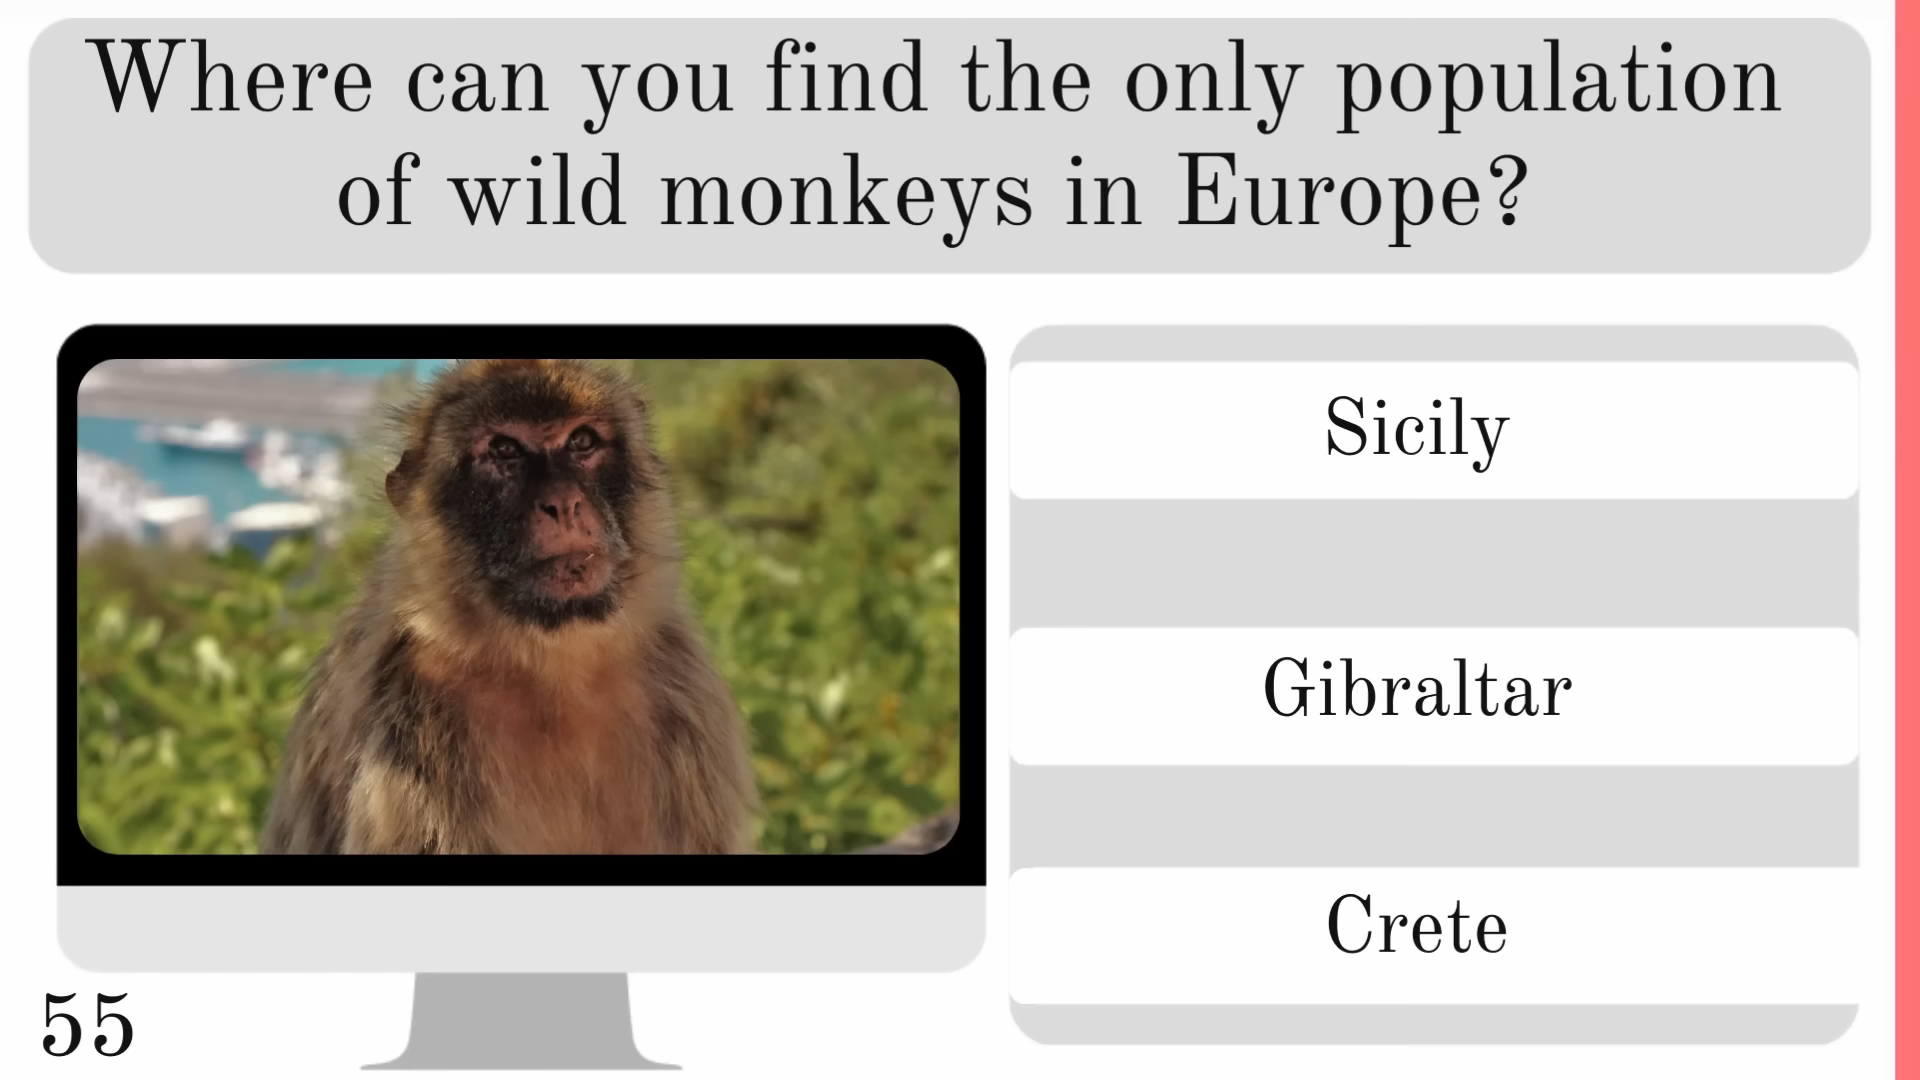 Where can you find the only population
of wild monkeys in Europe?
Sicily
Gibraltar
Crete
55